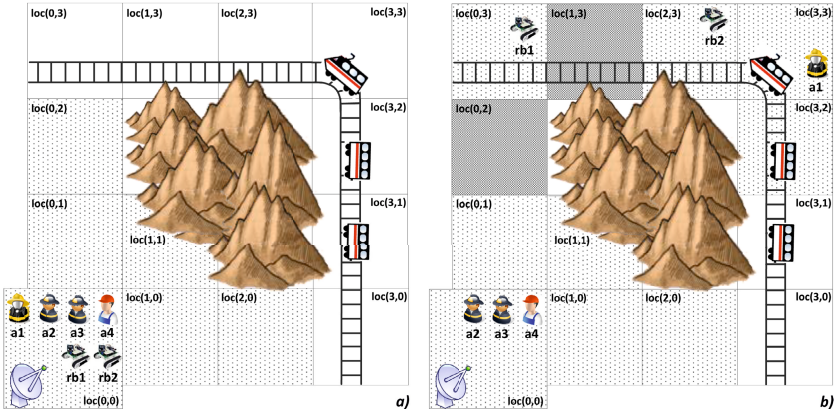 loc(0,3) loc(1,3) loc(2,3) loc(3,3)
loc(0,2) loc(3,2)
loc(0,1) loc(3,1)
loc(1,1)
loc(1,0) loc(2,0) loc(3,0)
a1 a2 a3 a4
rb1 rb2
loc(0,0)
a)
loc(0,3) loc(1,3) loc(2,3) loc(3,3)
rb1 rb2
a1
loc(0,2) loc(3,2)
loc(0,1) loc(3,1)
loc(1,1)
loc(1,0) loc(2,0) loc(3,0)
a2 a3 a4
loc(0,0)
b)